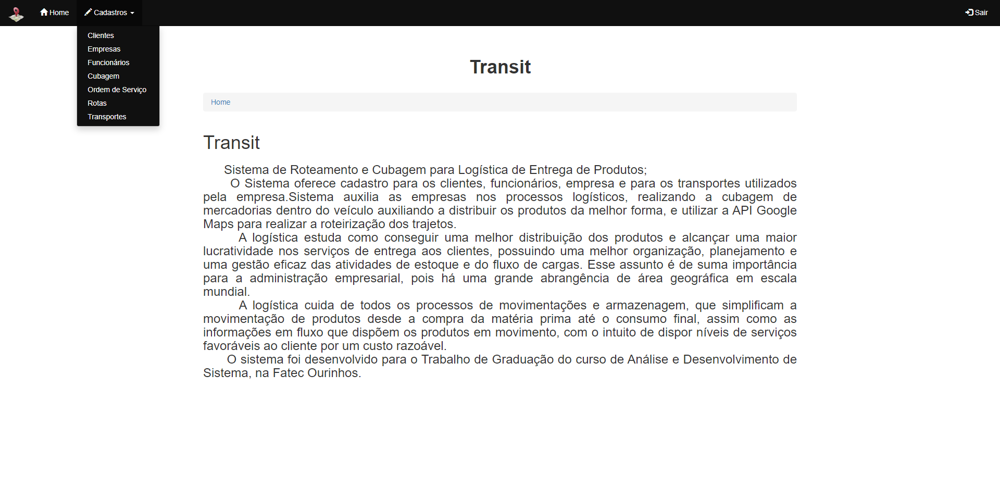 Home
Cadastros
Sair
Clientes
Empresas
Funcionários
Cubagem
Ordem de Serviço
Rotas
Transportes
Transit
Home
Transit
Sistema de Roteamento e Cubagem para Logística de Entrega de Produtos;
O Sistema oferece cadastro para os clientes, funcionários, empresa e para os transportes utilizados
pela empresa.Sistema auxilia as empresas nos processos logísticos, realizando a cubagem de
mercadorias dentro do veículo auxiliando a distribuir os produtos da melhor forma, e utilizar a API Google
Maps para realizar a roteirização dos trajetos.
A logística estuda como conseguir uma melhor distribuição dos produtos e alcançar uma maior
lucratividade nos serviços de entrega aos clientes, possuindo uma melhor organização, planejamento e
uma gestão eficaz das atividades de estoque e do fluxo de cargas. Esse assunto é de suma importância
para a administração empresarial, pois há uma grande abrangência de área geográfica em escala
mundial.
A logística cuida de todos os processos de movimentações e armazenagem, que simplificam a
movimentação de produtos desde a compra da matéria prima até o consumo final, assim como as
informações em fluxo que dispõem os produtos em movimento, com o intuito de dispor níveis de serviços
favoráveis ao cliente por um custo razoável.
O sistema foi desenvolvido para o Trabalho de Graduação do curso de Análise e Desenvolvimento de
Sistema, na Fatec Ourinhos.